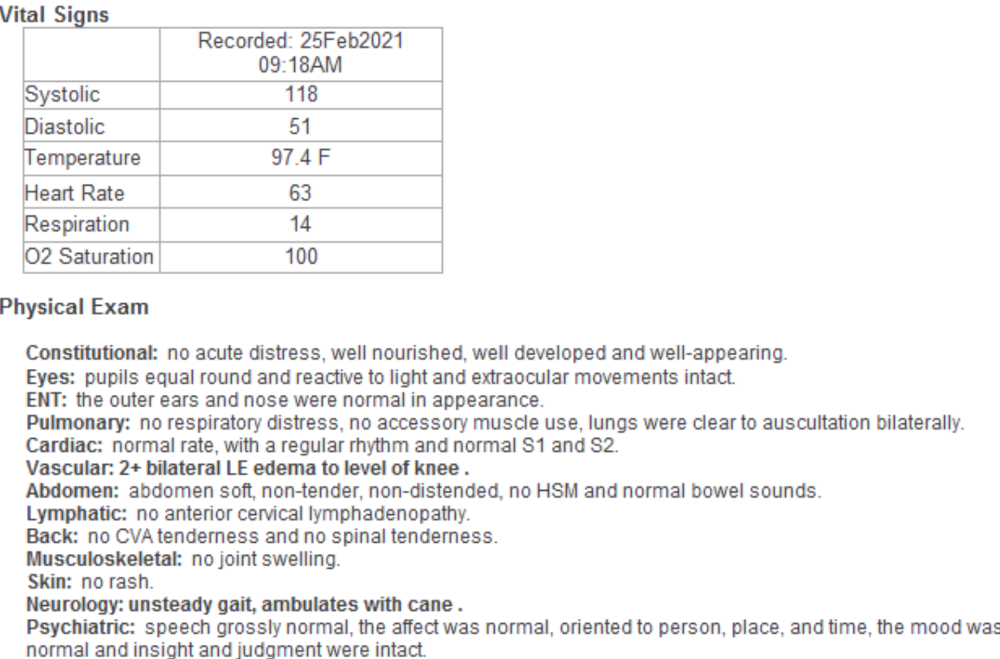 Vital Signs
Recorded: 25Feb2021
09:18AM
Systolic 118
Diastolic 51
Temperature 97.4 F
Heart Rate 63
Respiration 14
O2 Saturation 100
Physical Exam
Constitutional: no acute distress, well nourished, well developed and well-appearing.
Eyes: pupils equal round and reactive to light and extraocular movements intact.
ENT: the outer ears and nose were normal in appearance.
Pulmonary: no respiratory distress, no accessory muscle use, lungs were clear to auscultation bilaterally.
Cardiac: normal rate, with a regular rhythm and normal S1 and S2.
Vascular: 2+ bilateral LE edema to level of knee .
Abdomen: abdomen soft, non-tender, non-distended, no HSM and normal bowel sounds.
Lymphatic: no anterior cervical lymphadenopathy.
Back: no CVA tenderness and no spinal tenderness.
Musculoskeletal: no joint swelling.
Skin: no rash.
Neurology: unsteady gait, ambulates with cane .
Psychiatric: speech grossly normal, the affect was normal, oriented to person, place, and time, the mood was
normal and insight and judgment were intact.